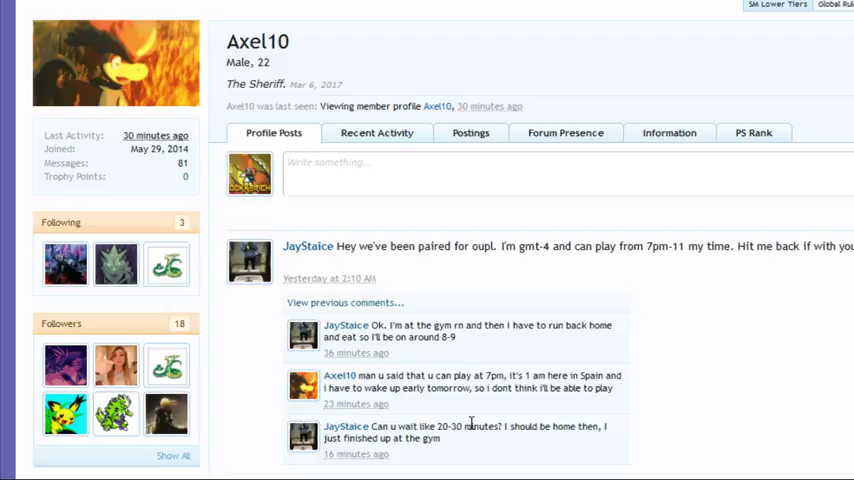 SM Lower Tiers
Global Ru
Axel10
Male, 22
The Sheriff. Mar 6, 2017
Axel10 was last seen: Viewing member profile Axel10, 30 minutes ago
Last Activity: 30 minutes ago
Joined: May 29, 2014
Messages: 81
Trophy Points: 0
Profile Posts Recent Activity Postings Forum Presence Information PS Rank
Write something...
Following 3
JayStaice Hey we've been paired for oupl. I'm gmt-4 and can play from 7pm-11 my time. Hit me back if with you
Yesterday at 2:10 AM
View previous comments...
Followers 18
JayStaice Ok. I'm at the gym rn and then I have to run back home
and eat so I'll be on around 8-9
36 minutes ago
Axel10 man u said that u can play at 7pm, it's 1 am here in Spain and
i have to wake up early tomorrow, so i dont think i'll be able to play
23 minutes ago
JayStaice Can u wait like 20-30 minutes? I should be home then, I
just finished up at the gym
16 minutes ago
Show All